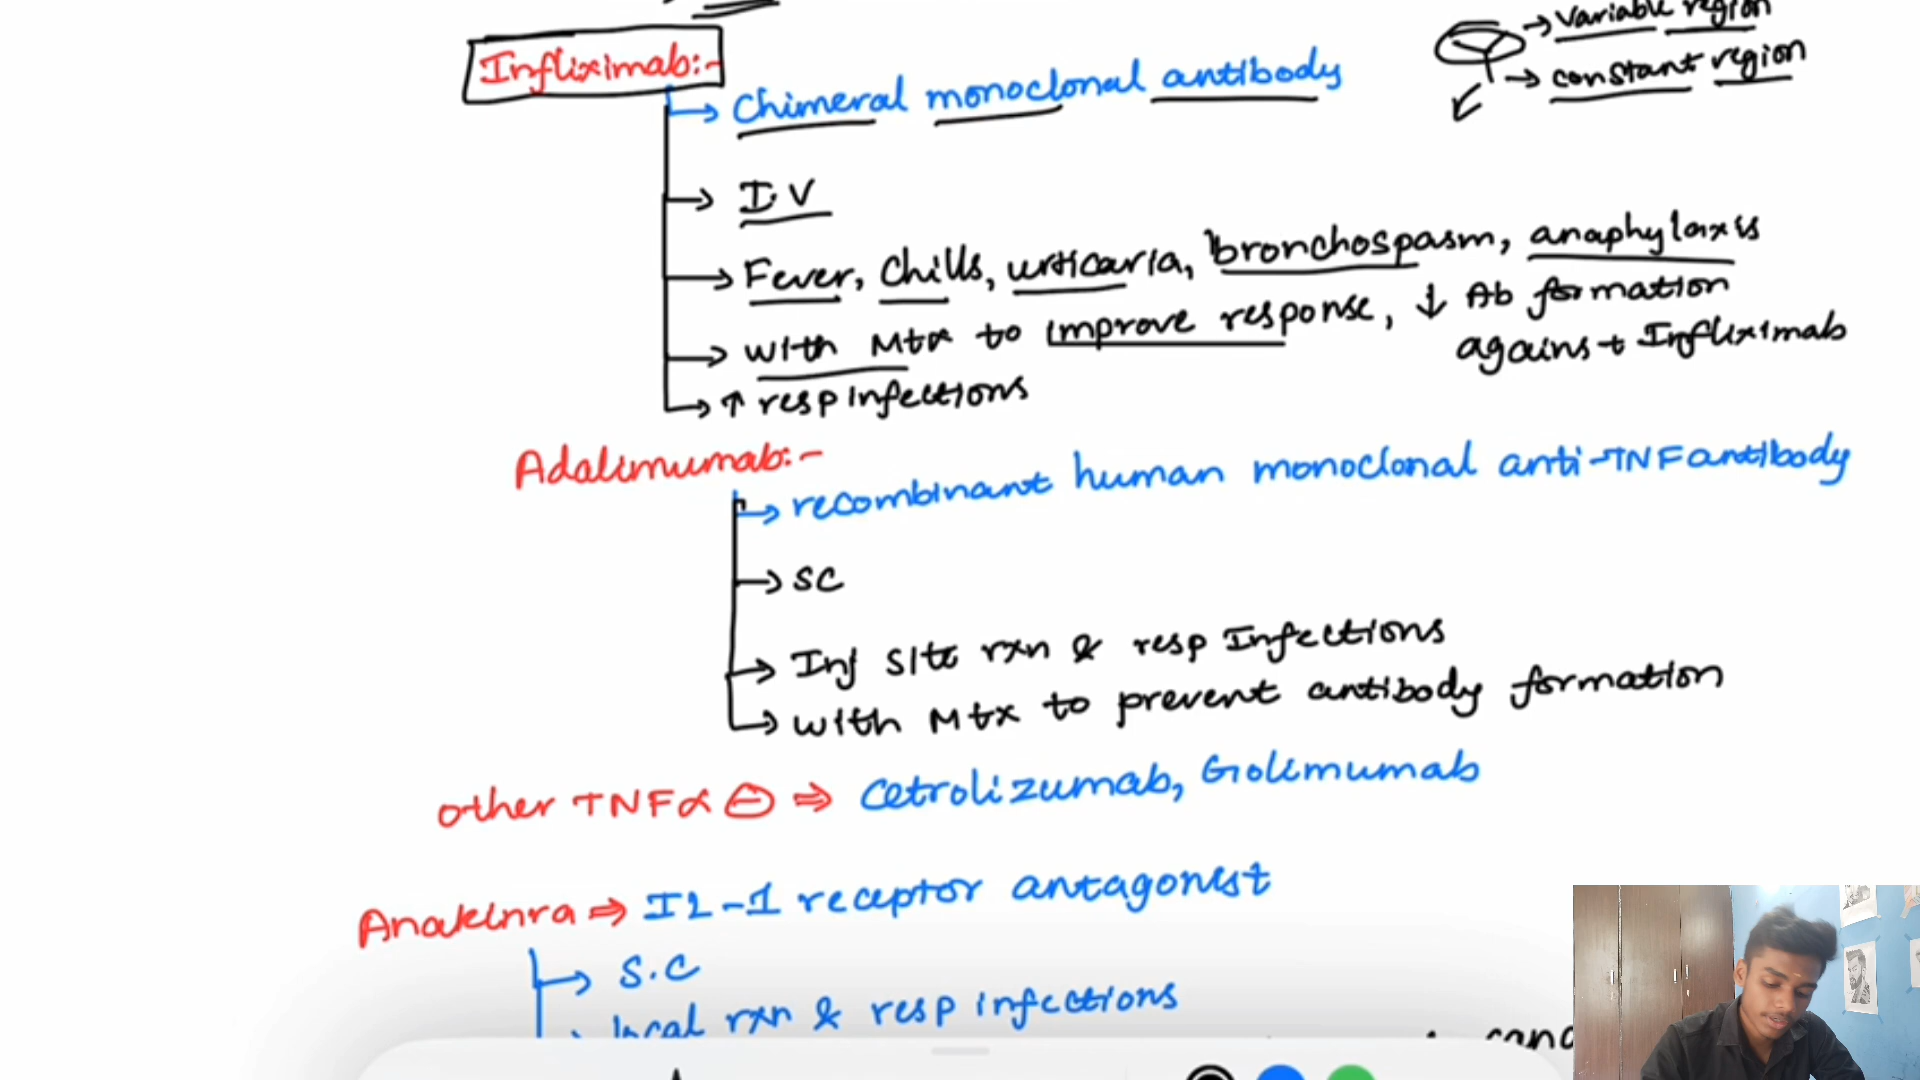 → variable region
Infliximab:-
→ Chimeral monoclonal antibody
→ constant region
→ I.V
→ Fever, Chills, urticaria, bronchospasm, anaphylaxis
→ with Mtx to improve response, ↓ Ab formation
against Infliximab
→ ↑ resp infections
Adalimumab:-
→ recombinant human monoclonal anti-TNF antibody
→ SC
→ Inj site rxn & resp Infections
→ with Mtx to prevent antibody formation
other TNFα ⊖ ⇒ Cetrolizumab, Golimumab
Anakinra ⇒ IL-1 receptor antagonist
→ S.C
→ local rxn & resp infections